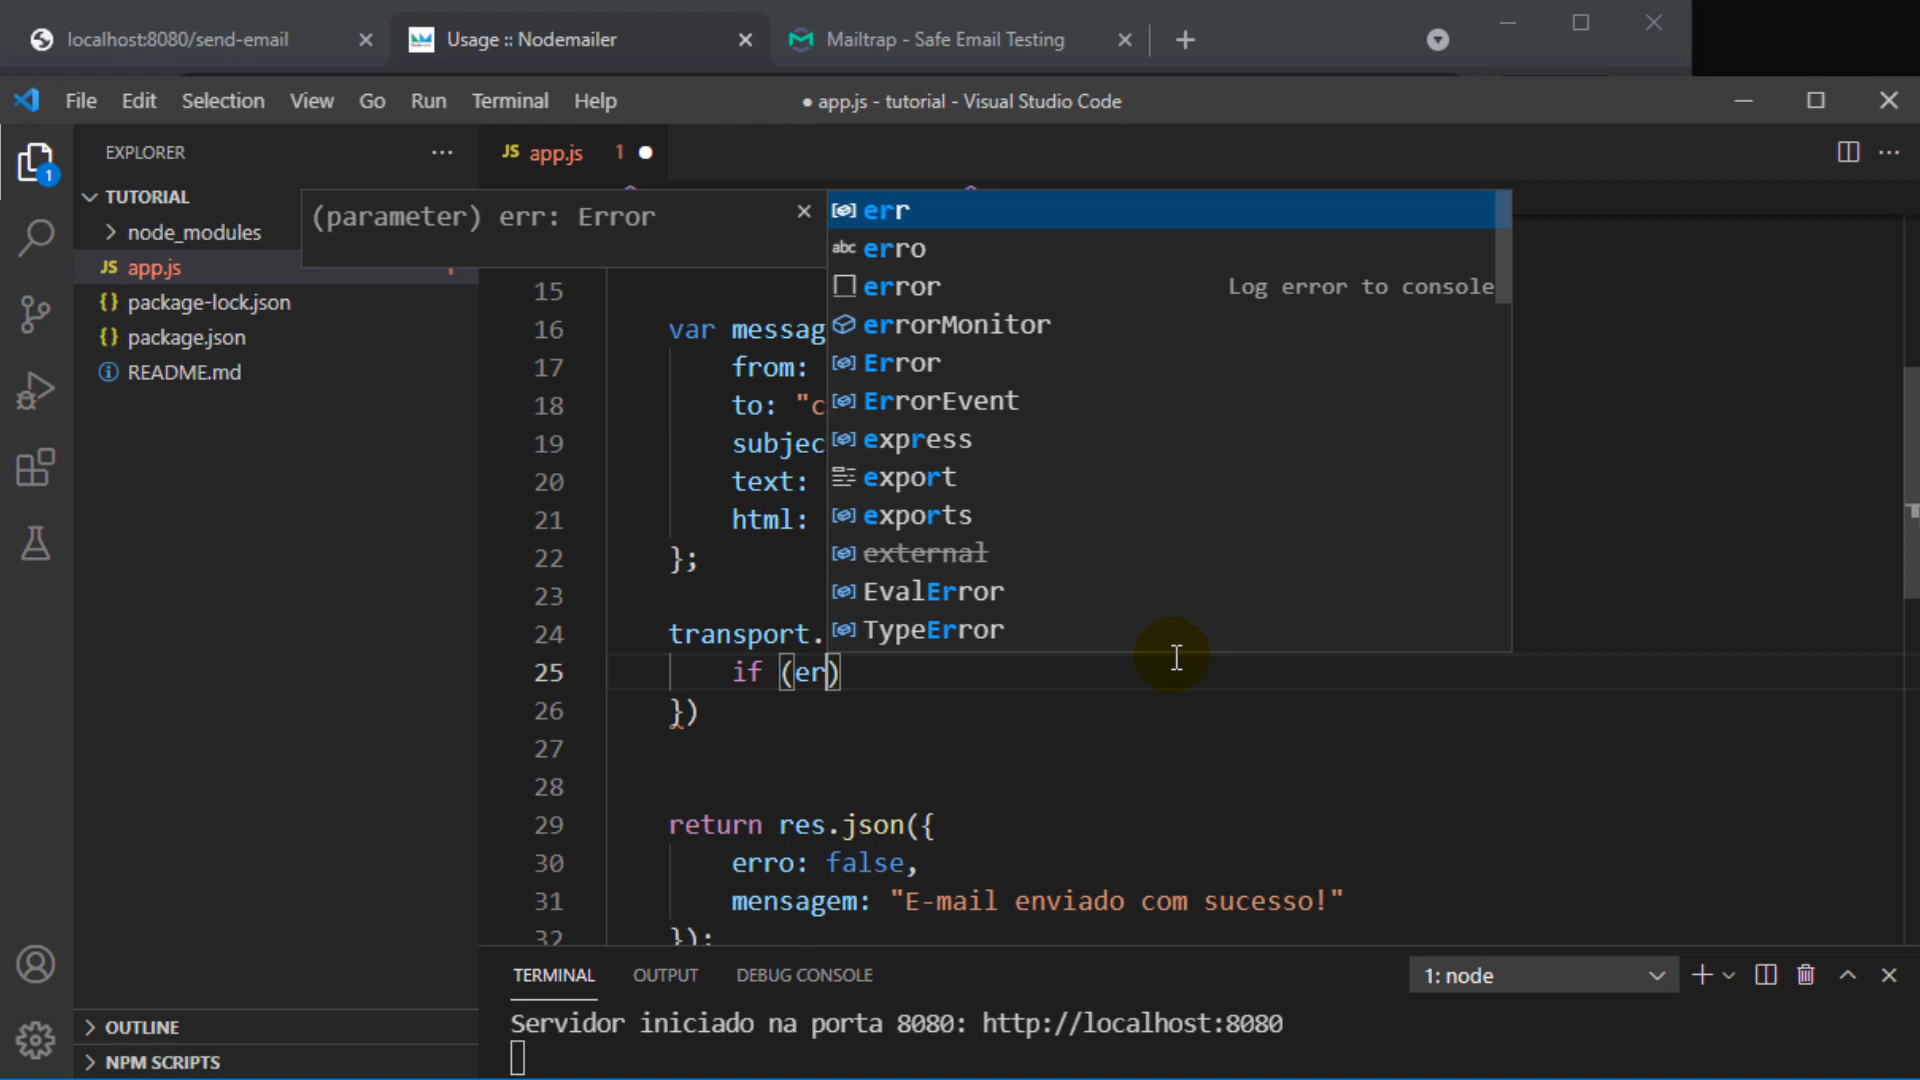 localhost:8080/send-email
Usage :: Nodemailer
Mailtrap - Safe Email Testing
File Edit Selection View Go Run Terminal Help
● app.js - tutorial - Visual Studio Code
1
EXPLORER
JS app.js 1
TUTORIAL
node_modules
JS app.js
{} package-lock.json
{} package.json
README.md
OUTLINE
NPM SCRIPTS
(parameter) err: Error
err
abc erro
error Log error to console
errorMonitor
Error
ErrorEvent
express
export
exports
external
EvalError
TypeError
15
16 var messag
17 from:
18 to: "c
19 subjec
20 text:
21 html:
22 };
23
24 transport.
25 if (er)
26 })
27
28
29 return res.json({
30 erro: false,
31 mensagem: "E-mail enviado com sucesso!"
32 });
TERMINAL OUTPUT DEBUG CONSOLE
1: node
Servidor iniciado na porta 8080: http://localhost:8080